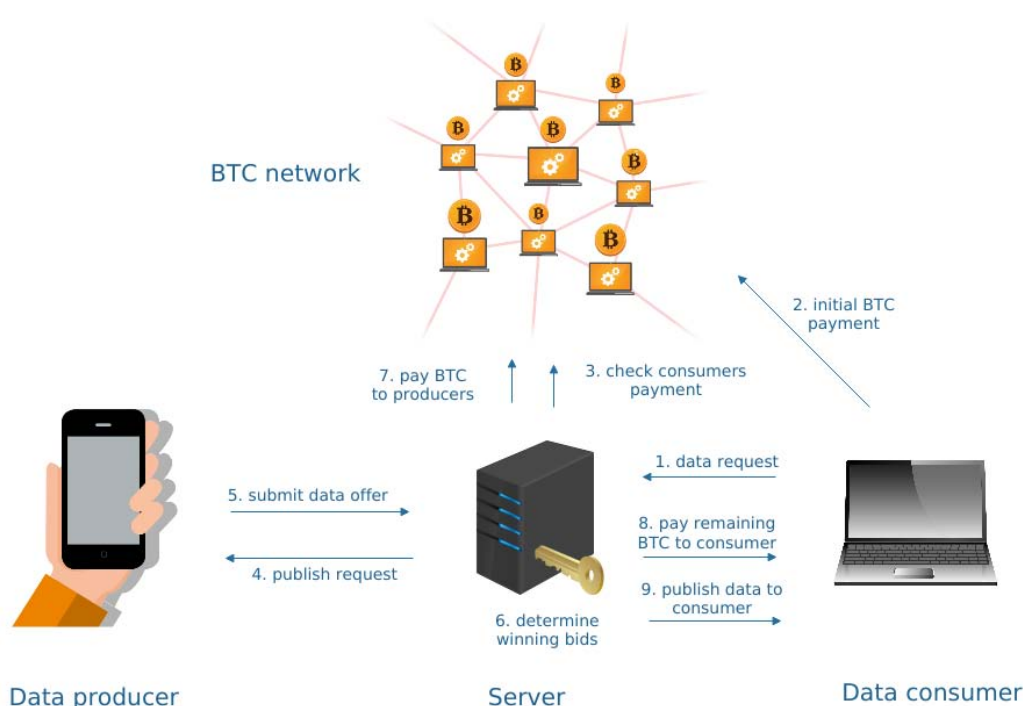 BTC network
2. initial BTC
payment
7. pay BTC
to producers
3. check consumers
payment
1. data request
5. submit data offer
8. pay remaining
BTC to consumer
4. publish request
9. publish data to
consumer
6. determine
winning bids
Data producer
Server
Data consumer